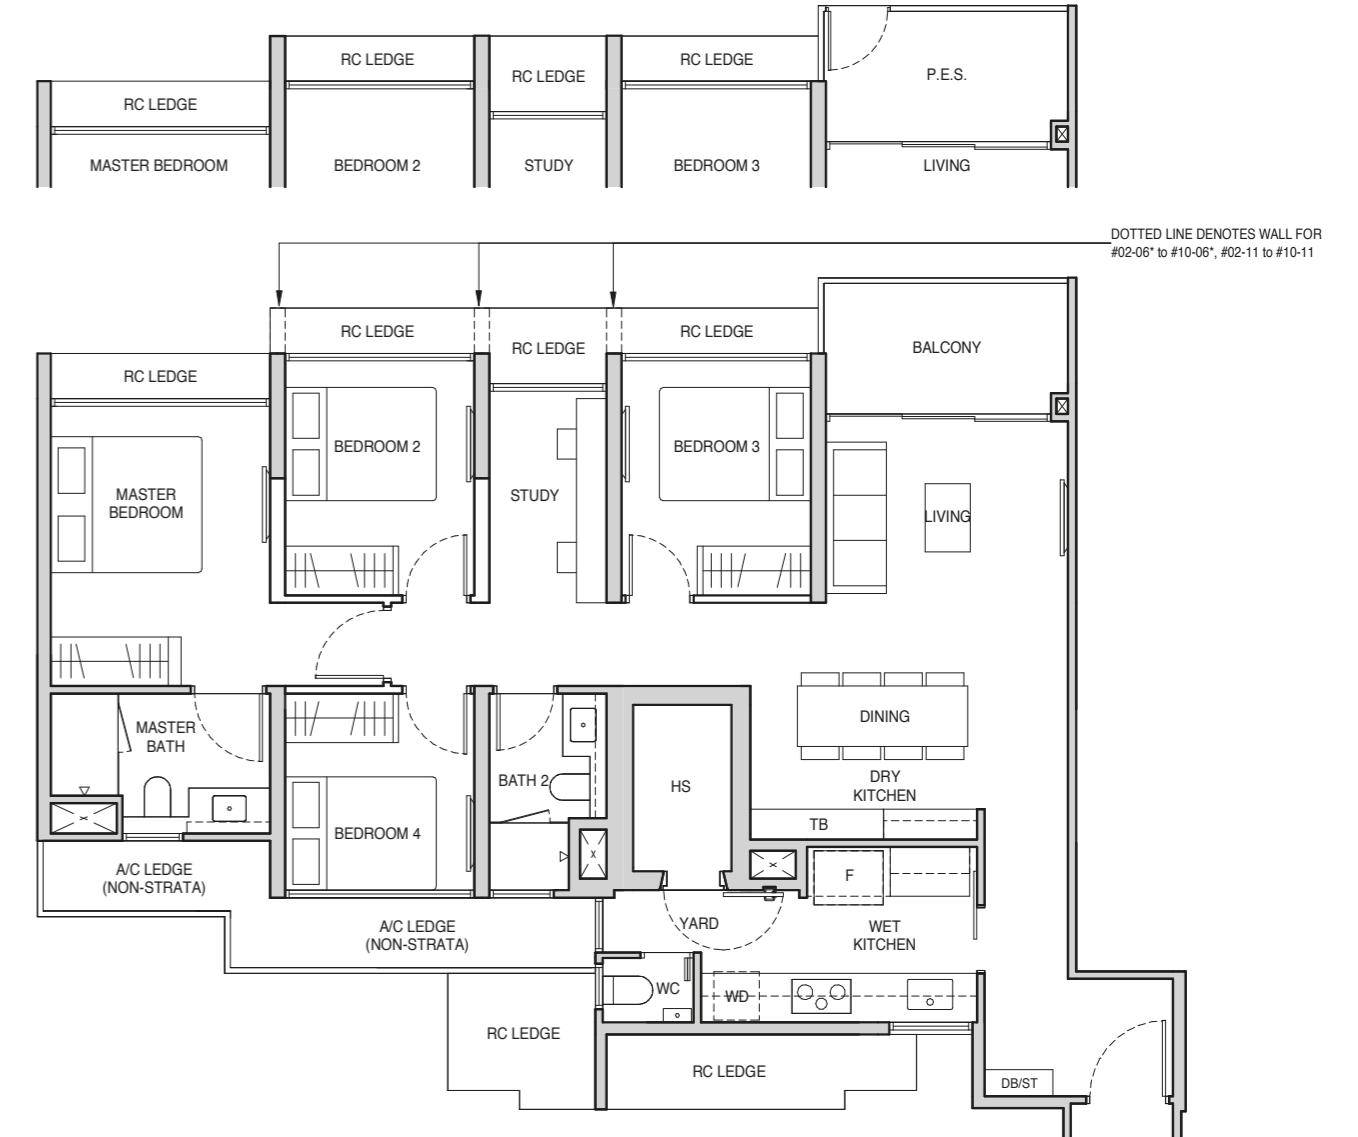 RC LEDGE
RC LEDGE
RC LEDGE
RC LEDGE
P.E.S.
MASTER BEDROOM
BEDROOM 2
STUDY
BEDROOM 3
LIVING
DOTTED LINE DENOTES WALL FOR
#02-06* to #10-06*, #02-11 to #10-11
RC LEDGE
RC LEDGE
RC LEDGE
RC LEDGE
BALCONY
BEDROOM 2
BEDROOM 3
MASTER
BEDROOM
STUDY
LIVING
MASTER
BATH
DINING
BATH 2
HS
DRY
KITCHEN
TB
BEDROOM 4
A/C LEDGE
(NON-STRATA)
F
A/C LEDGE
(NON-STRATA)
YARD
WET
KITCHEN
WC
WD
RC LEDGE
RC LEDGE
DB/ST